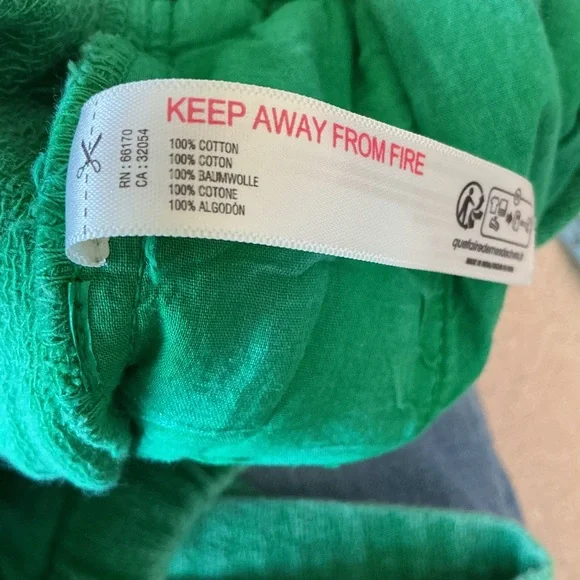 KEEP AWAY FROM FIRE
RN : 66170
CA : 32054
100% COTTON
100% COTON
100% BAUMWOLLE
100% COTONE
100% ALGODÓN
quefairedemesdechets.fr